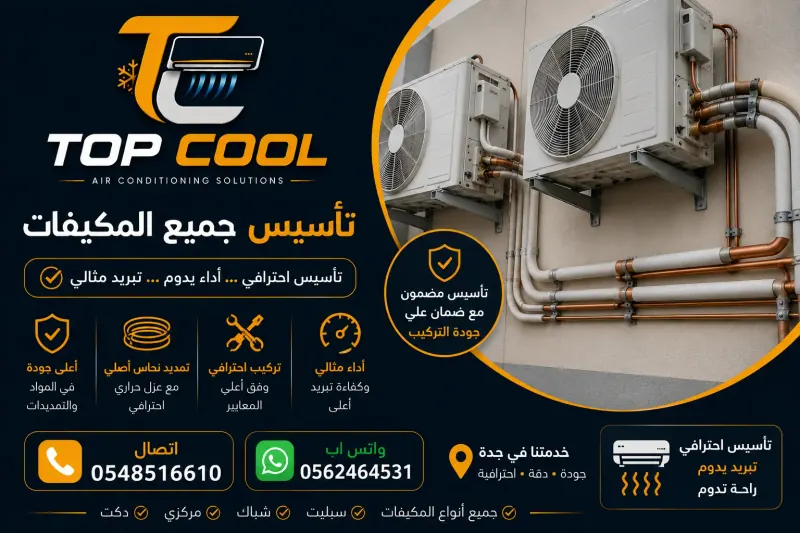 TC
TOP COOL
AIR CONDITIONING SOLUTIONS
تأسيس جميع المكيفات
تأسيس احترافي ... أداء يدوم ... تبريد مثالي
تأسيس مضمون
مع ضمان علي
جودة التركيب
أداء مثالي
وكفاءة تبريد
أعلى
تركيب احترافي
وفق أعلي
المعايير
تمديد نحاس أصلي
مع عزل حراري
احترافي
أعلى جودة
في المواد
والتمديدات
اتصال
0548516610
واتس اب
0562464531
خدمتنا في جدة
جودة • دقة • احترافية
تأسيس احترافي
تبريد يدوم
راحة تدوم
جميع أنواع المكيفات
سبليت
شباك
مركزي
دكت